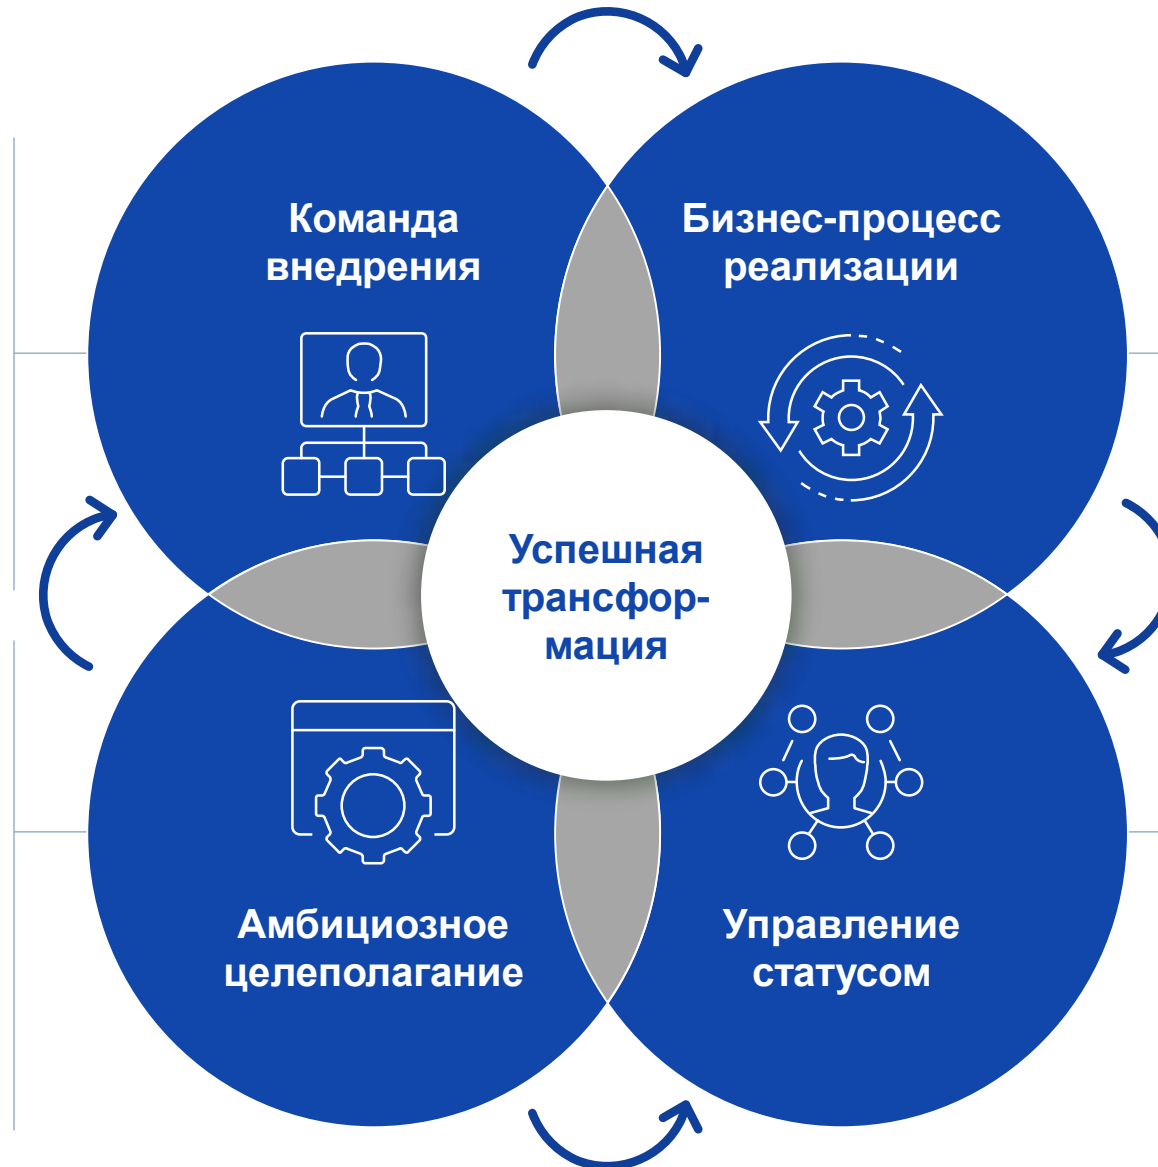 Команда
внедрения
Бизнес-процесс
реализации
Успешная
трансфор-
мация
Амбициозное
целеполагание
Управление
статусом